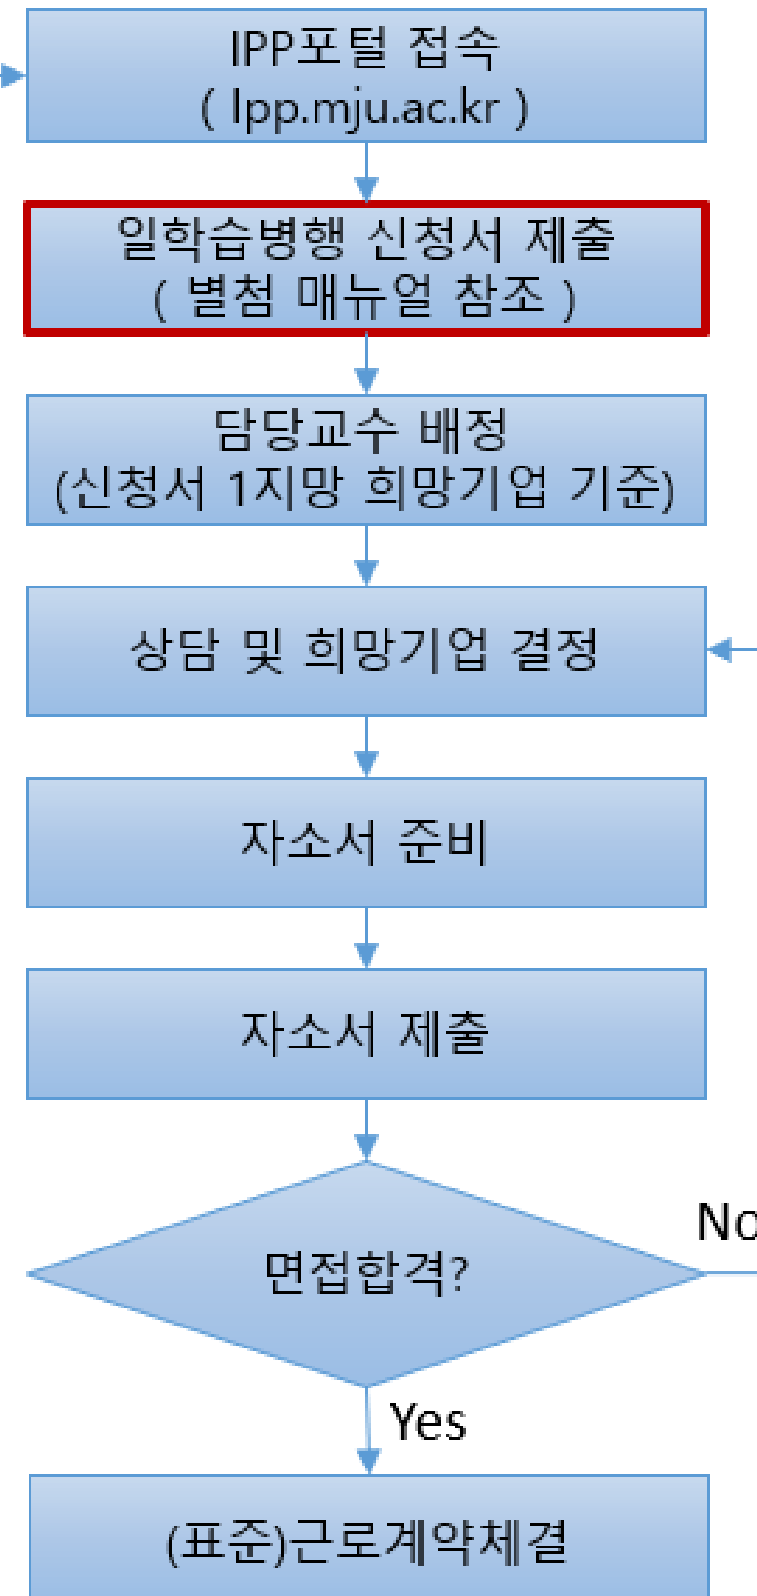 IPP포털 접속
( Ipp.mju.ac.kr )
일학습병행 신청서 제출
( 별첨 매뉴얼 참조 )
담당교수 배정
(신청서 1지망 희망기업 기준)
상담 및 희망기업 결정
자소서 준비
자소서 제출
면접합격?
No
Yes
(표준)근로계약체결